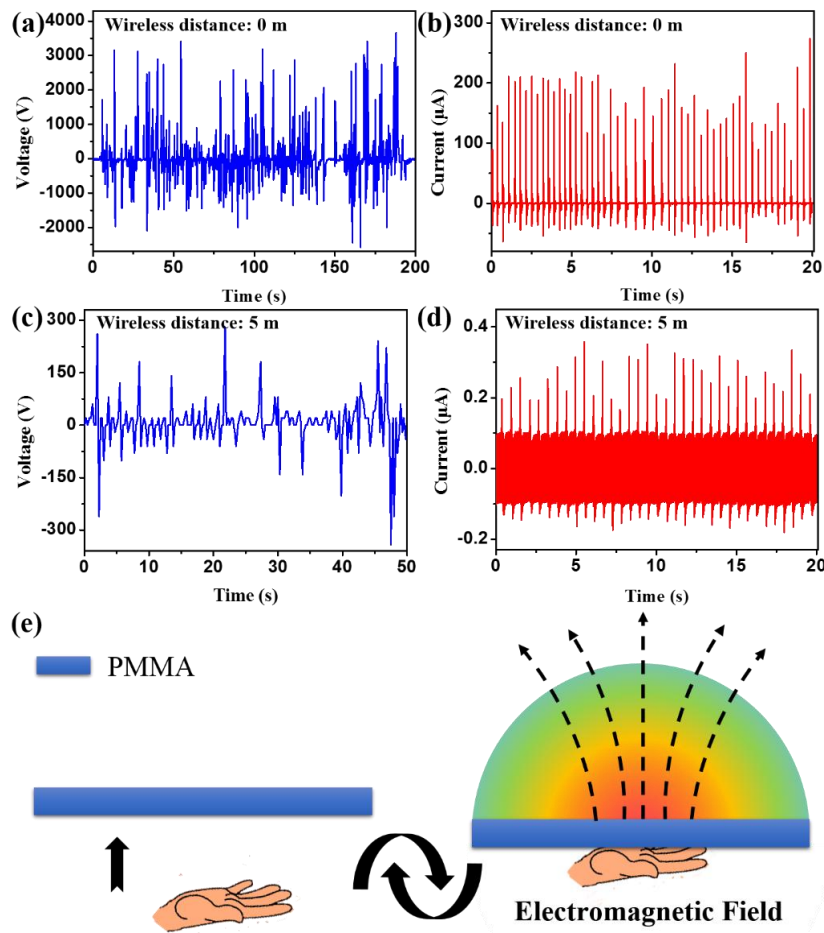 (a)
Wireless distance: 0 m
4000
3000
2000
1000
0
-1000
-2000
Voltage (V)
0
50
100
150
200
Time (s)
(b)
Wireless distance: 0 m
300
200
100
0
Current (μA)
0
5
10
15
20
Time (s)
(c)
Wireless distance: 5 m
300
150
0
-150
-300
Voltage (V)
0
10
20
30
40
50
Time (s)
(d)
Wireless distance: 5 m
0.4
0.2
0.0
-0.2
Current (μA)
0
5
10
15
20
Time (s)
(e)
PMMA
Electromagnetic Field